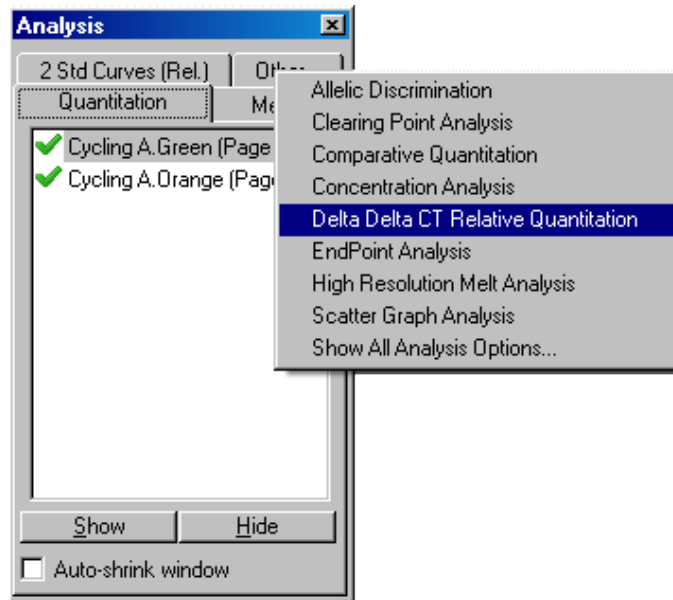 Analysis
2 Std Curves (Rel.)
Quantitation
Cycling A.Green (Page
Cycling A.Orange
Allelic Discrimination
Clearing Point Analysis
Comparative Quantitation
Concentration Analysis
Delta Delta CT Relative Quantitation
EndPoint Analysis
High Resolution Melt Analysis
Scatter Graph Analysis
Show All Analysis Options...
Show
Hide
Auto-shrink window